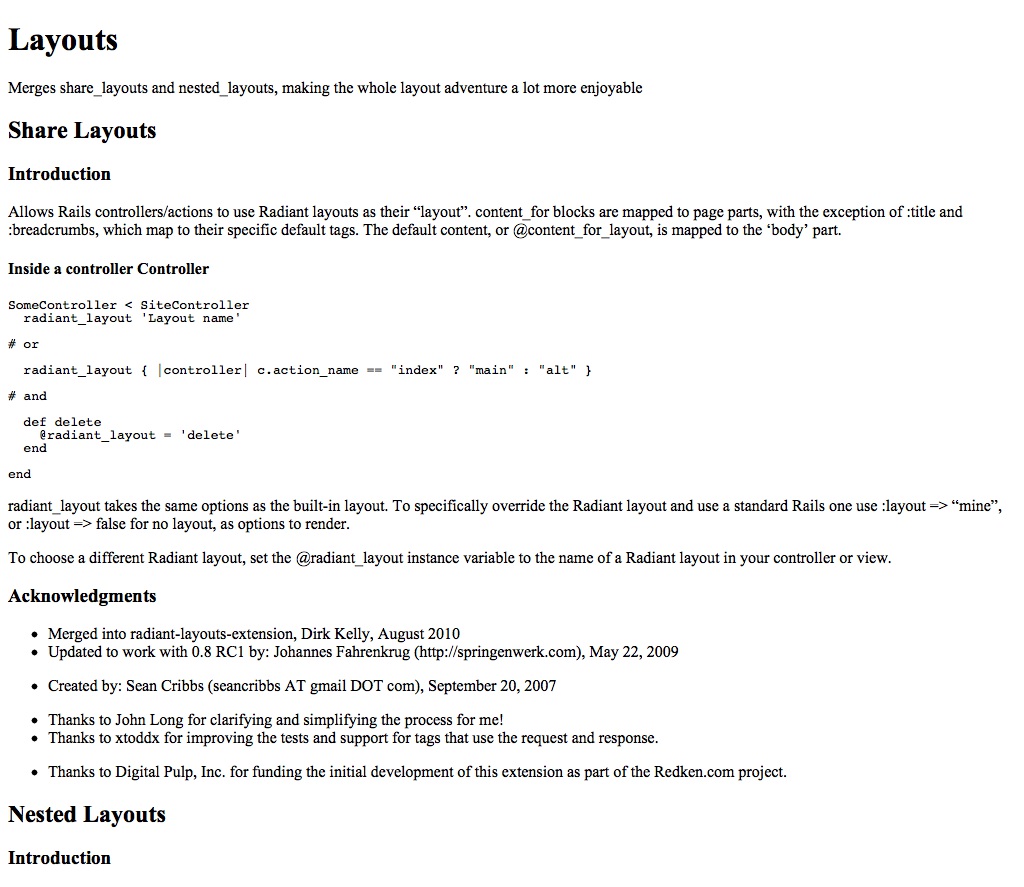 Layouts
Merges share_layouts and nested_layouts, making the whole layout adventure a lot more enjoyable
Share Layouts
Introduction
Allows Rails controllers/actions to use Radiant layouts as their “layout”. content_for blocks are mapped to page parts, with the exception of :title and
:breadcrumbs, which map to their specific default tags. The default content, or @content_for_layout, is mapped to the ‘body’ part.
Inside a controller Controller
SomeController < SiteController
  radiant_layout 'Layout name'
# or
  radiant_layout { |controller| c.action_name == "index" ? "main" : "alt" }
# and
  def delete
    @radiant_layout = 'delete'
  end
end
radiant_layout takes the same options as the built-in layout. To specifically override the Radiant layout and use a standard Rails one use :layout => “mine”,
or :layout => false for no layout, as options to render.
To choose a different Radiant layout, set the @radiant_layout instance variable to the name of a Radiant layout in your controller or view.
Acknowledgments
• Merged into radiant-layouts-extension, Dirk Kelly, August 2010
• Updated to work with 0.8 RC1 by: Johannes Fahrenkrug (http://springenwerk.com), May 22, 2009
• Created by: Sean Cribbs (seancribbs AT gmail DOT com), September 20, 2007
• Thanks to John Long for clarifying and simplifying the process for me!
• Thanks to xtoddx for improving the tests and support for tags that use the request and response.
• Thanks to Digital Pulp, Inc. for funding the initial development of this extension as part of the Redken.com project.
Nested Layouts
Introduction